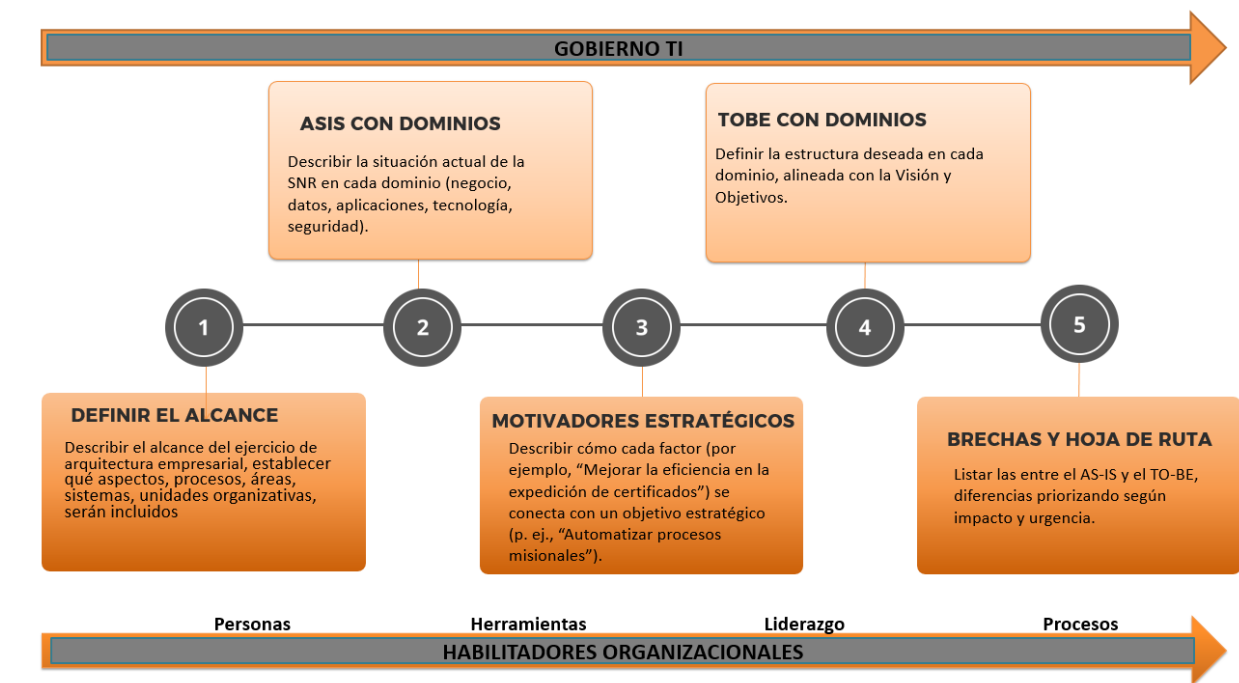 GOBIERNO TI
ASIS CON DOMINIOS
Describir la situación actual de la
SNR en cada dominio (negocio,
datos, aplicaciones, tecnología,
seguridad).
TOBE CON DOMINIOS
Definir la estructura deseada en cada
dominio, alineada con la Visión y
Objetivos.
1
2
3
4
5
DEFINIR EL ALCANCE
Describir el alcance del ejercicio de
arquitectura empresarial, establecer
qué aspectos, procesos, áreas,
sistemas, unidades organizativas,
serán incluidos
MOTIVADORES ESTRATÉGICOS
Describir cómo cada factor (por
ejemplo, “Mejorar la eficiencia en la
expedición de certificados”) se
conecta con un objetivo estratégico
(p. ej., “Automatizar procesos
misionales”).
BRECHAS Y HOJA DE RUTA
Listar las entre el AS-IS y el TO-BE,
diferencias priorizando según
impacto y urgencia.
Personas
Herramientas
Liderazgo
Procesos
HABILITADORES ORGANIZACIONALES